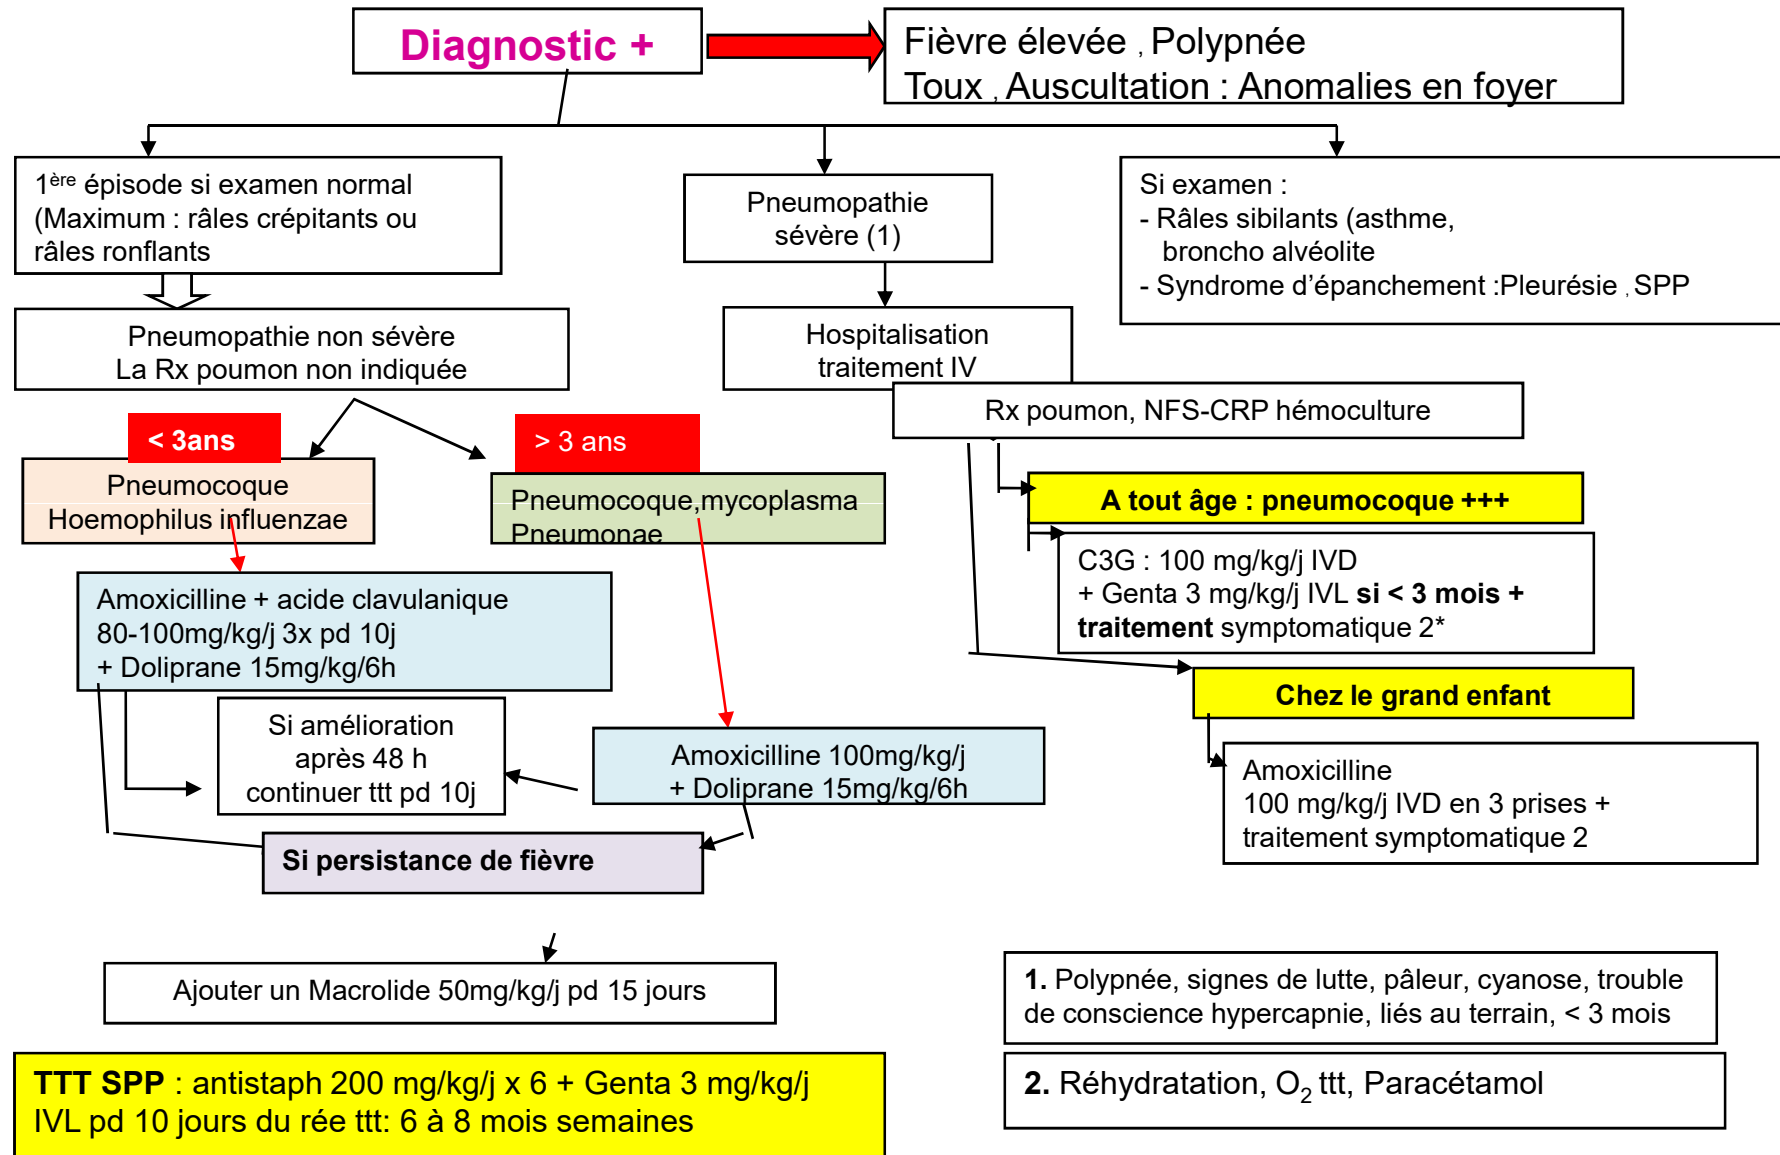 Diagnostic +
Fièvre élevée , Polypnée
Toux , Auscultation : Anomalies en foyer
1ère épisode si examen normal
(Maximum : râles crépitants ou
râles ronflants
Pneumopathie
sévère (1)
Si examen :
- Râles sibilants (asthme,
broncho alvéolite
- Syndrome d'épanchement :Pleurésie , SPP
Pneumopathie non sévère
La Rx poumon non indiquée
Hospitalisation
traitement IV
Rx poumon, NFS-CRP hémoculture
< 3ans
> 3 ans
Pneumocoque
Hoemophilus influenzae
Pneumocoque,mycoplasma
Pneumonae
A tout âge : pneumocoque +++
C3G : 100 mg/kg/j IVD
+ Genta 3 mg/kg/j IVL si < 3 mois +
traitement symptomatique 2*
Amoxicilline + acide clavulanique
80-100mg/kg/j 3x pd 10j
+ Doliprane 15mg/kg/6h
Chez le grand enfant
Si amélioration
après 48 h
continuer ttt pd 10j
Amoxicilline 100mg/kg/j
+ Doliprane 15mg/kg/6h
Amoxicilline
100 mg/kg/j IVD en 3 prises +
traitement symptomatique 2
Si persistance de fièvre
Ajouter un Macrolide 50mg/kg/j pd 15 jours
1. Polypnée, signes de lutte, pâleur, cyanose, trouble
de conscience hypercapnie, liés au terrain, < 3 mois
TTT SPP : antistaph 200 mg/kg/j x 6 + Genta 3 mg/kg/j
IVL pd 10 jours du rée ttt: 6 à 8 mois semaines
2. Réhydratation, O2 ttt, Paracétamol